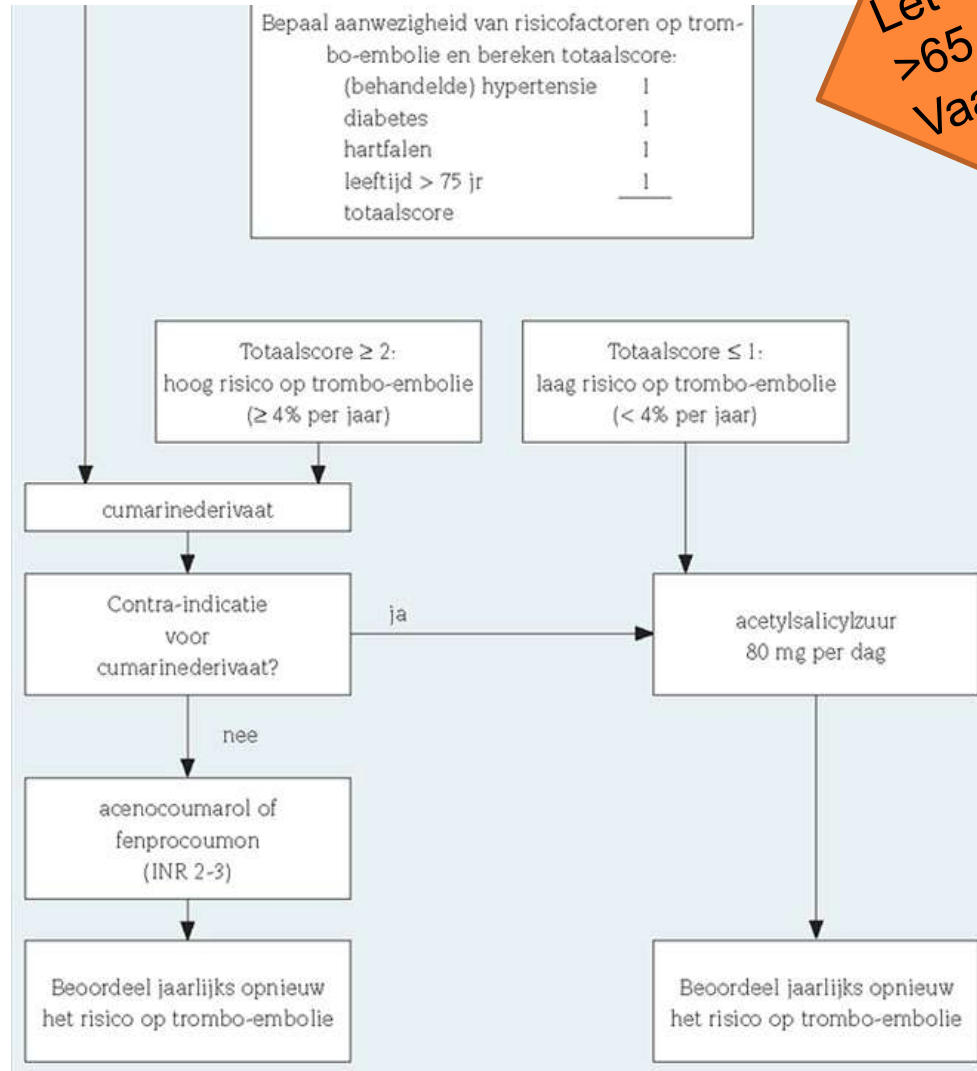 Bepaal aanwezigheid van risicofactoren op trom-
bo-embolie en bereken totaalscore:
(behandelde) hypertensie 1
diabetes 1
hartfalen 1
leeftijd > 75 jr 1
totaalscore
Let
>65
Totaalscore ≥ 2:
hoog risico op trombo-embolie
(≥ 4% per jaar)
Totaalscore ≤ 1:
laag risico op trombo-embolie
(< 4% per jaar)
cumarinederivaat
Contra-indicatie
voor
cumarinederivaat?
ja
acetylsalicylzuur
80 mg per dag
nee
acenocoumarol of
fenprocoumon
(INR 2-3)
Beoordeel jaarlijks opnieuw
het risico op trombo-embolie
Beoordeel jaarlijks opnieuw
het risico op trombo-embolie